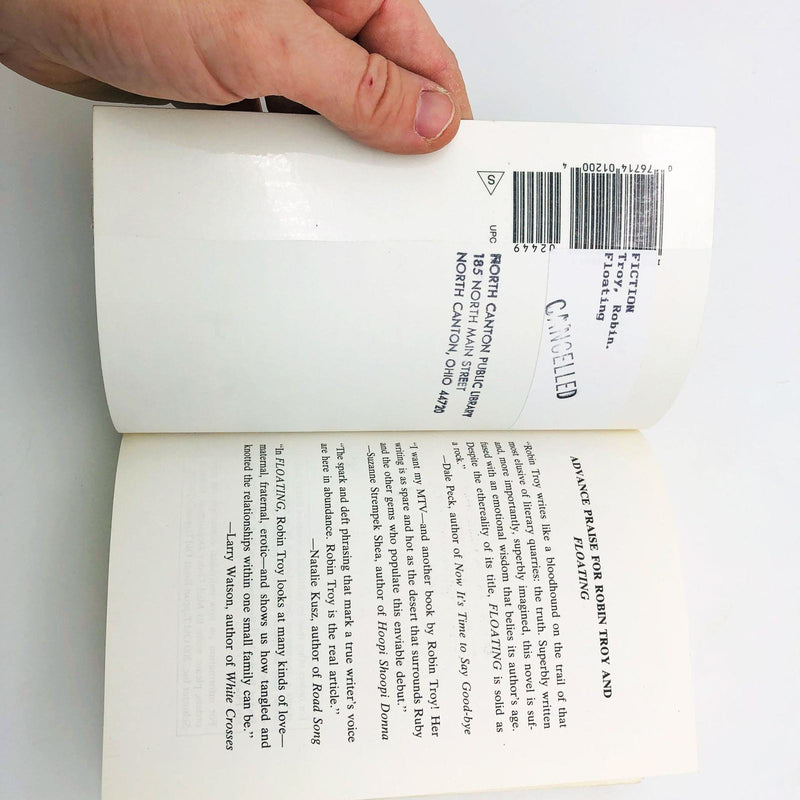 FICTION
Troy, Robin.
Floating
CANCELLED
0 76714 01200 4
02449
S
UPC
NORTH CANTON PUBLIC LIBRARY
185 NORTH MAIN STREET
NORTH CANTON, OHIO 44720
ADVANCE PRAISE FOR ROBIN TROY AND
FLOATING
“Robin Troy writes like a bloodhound on the trail of that
most elusive of literary quarries: the truth. Superbly written
and, more importantly, superbly imagined, this novel is suf-
fused with an emotional wisdom that belies its author's age.
Despite the ethereality of its title, FLOATING is solid as
a rock.”
—Dale Peck, author of Now It's Time to Say Good-bye
“I want my MTV—and another book by Robin Troy! Her
writing is as spare and hot as the desert that surrounds Ruby
and the other gems who populate this enviable debut.”
—Suzanne Strempek Shea, author of Hoopi Shoopi Donna
“The spark and deft phrasing that mark a true writer's voice
are here in abundance. Robin Troy is the real article.”
—Natalie Kusz, author of Road Song
“In FLOATING, Robin Troy looks at many kinds of love—
maternal, fraternal, erotic—and shows us how tangled and
knotted the relationships within one small family can be.”
—Larry Watson, author of White Crosses